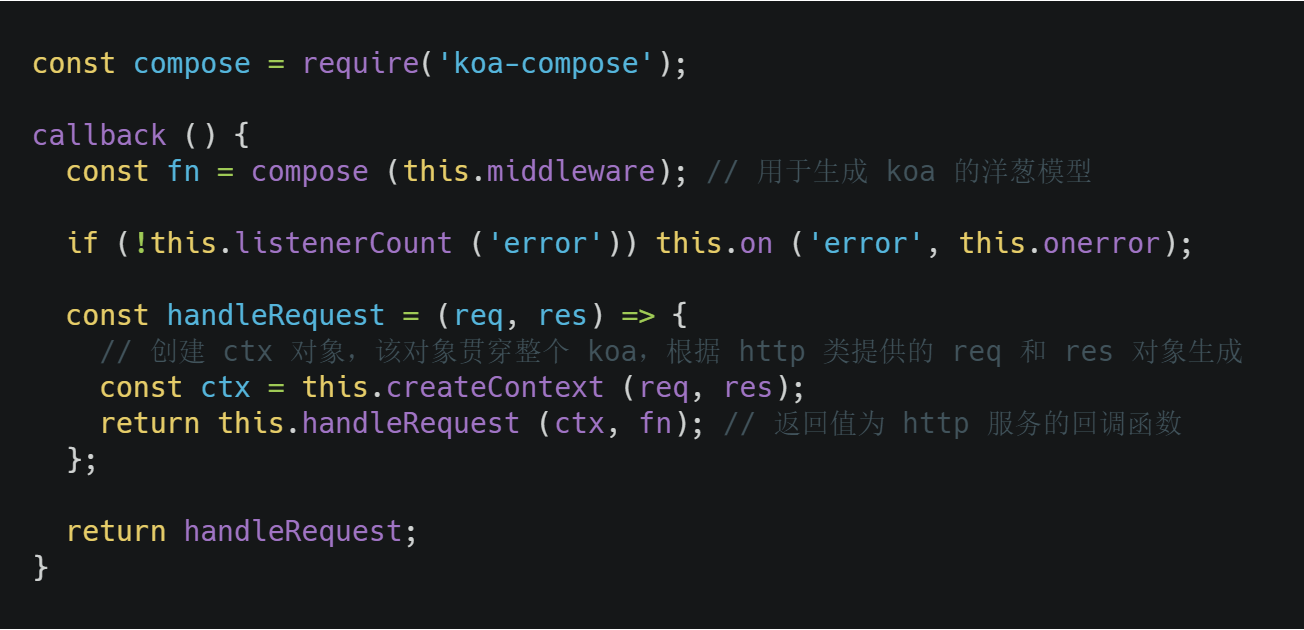 const compose = require('koa-compose');
callback () {
const fn = compose (this.middleware); // 用于生成 koa 的洋葱模型
if (!this.listenerCount ('error')) this.on ('error', this.onerror);
const handleRequest = (req, res) => {
// 创建 ctx 对象，该对象贯穿整个 koa，根据 http 类提供的 req 和 res 对象生成
const ctx = this.createContext (req, res);
return this.handleRequest (ctx, fn); // 返回值为 http 服务的回调函数
};
return handleRequest;
}